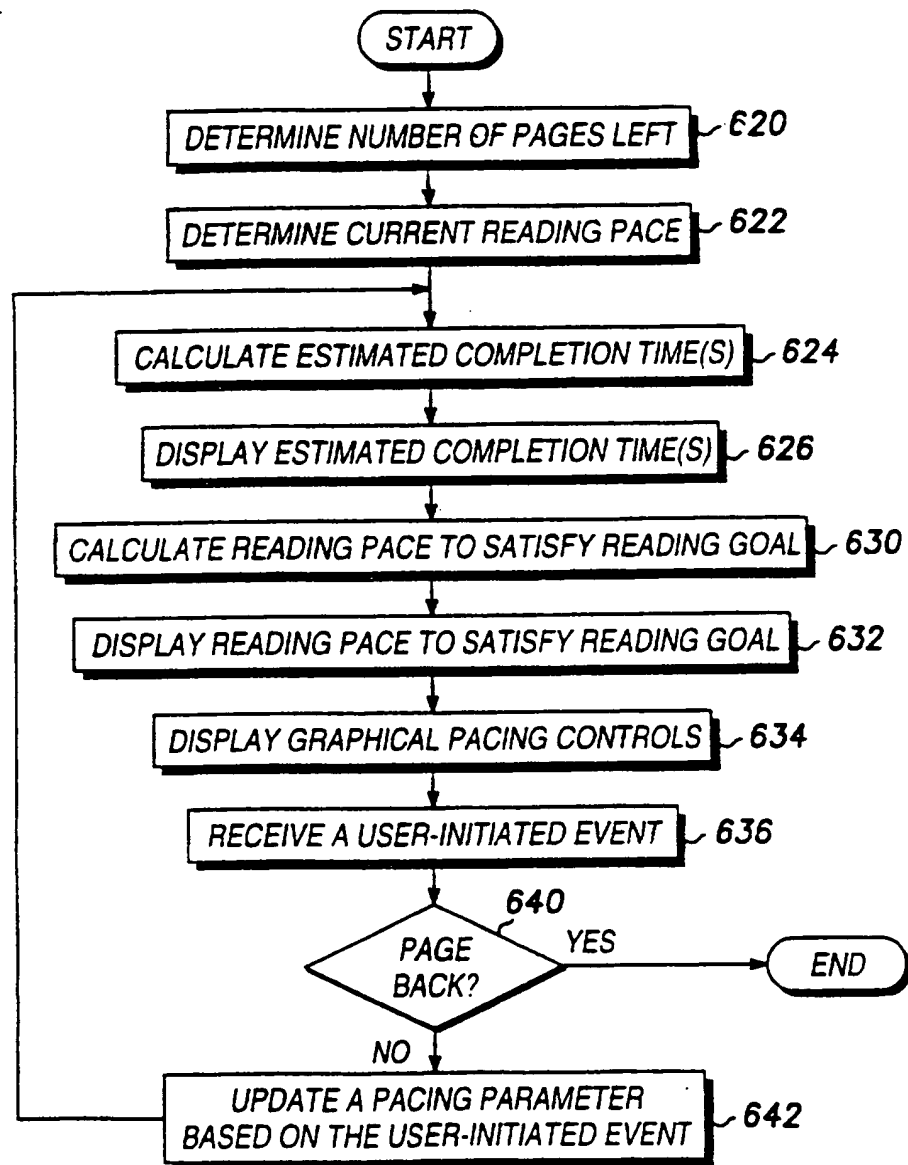 START
DETERMINE NUMBER OF PAGES LEFT 620
DETERMINE CURRENT READING PACE 622
CALCULATE ESTIMATED COMPLETION TIME(S) 624
DISPLAY ESTIMATED COMPLETION TIME(S) 626
CALCULATE READING PACE TO SATISFY READING GOAL 630
DISPLAY READING PACE TO SATISFY READING GOAL 632
DISPLAY GRAPHICAL PACING CONTROLS 634
RECEIVE A USER-INITIATED EVENT 636
640
PAGE
BACK?
YES
END
NO
UPDATE A PACING PARAMETER
BASED ON THE USER-INITIATED EVENT 642